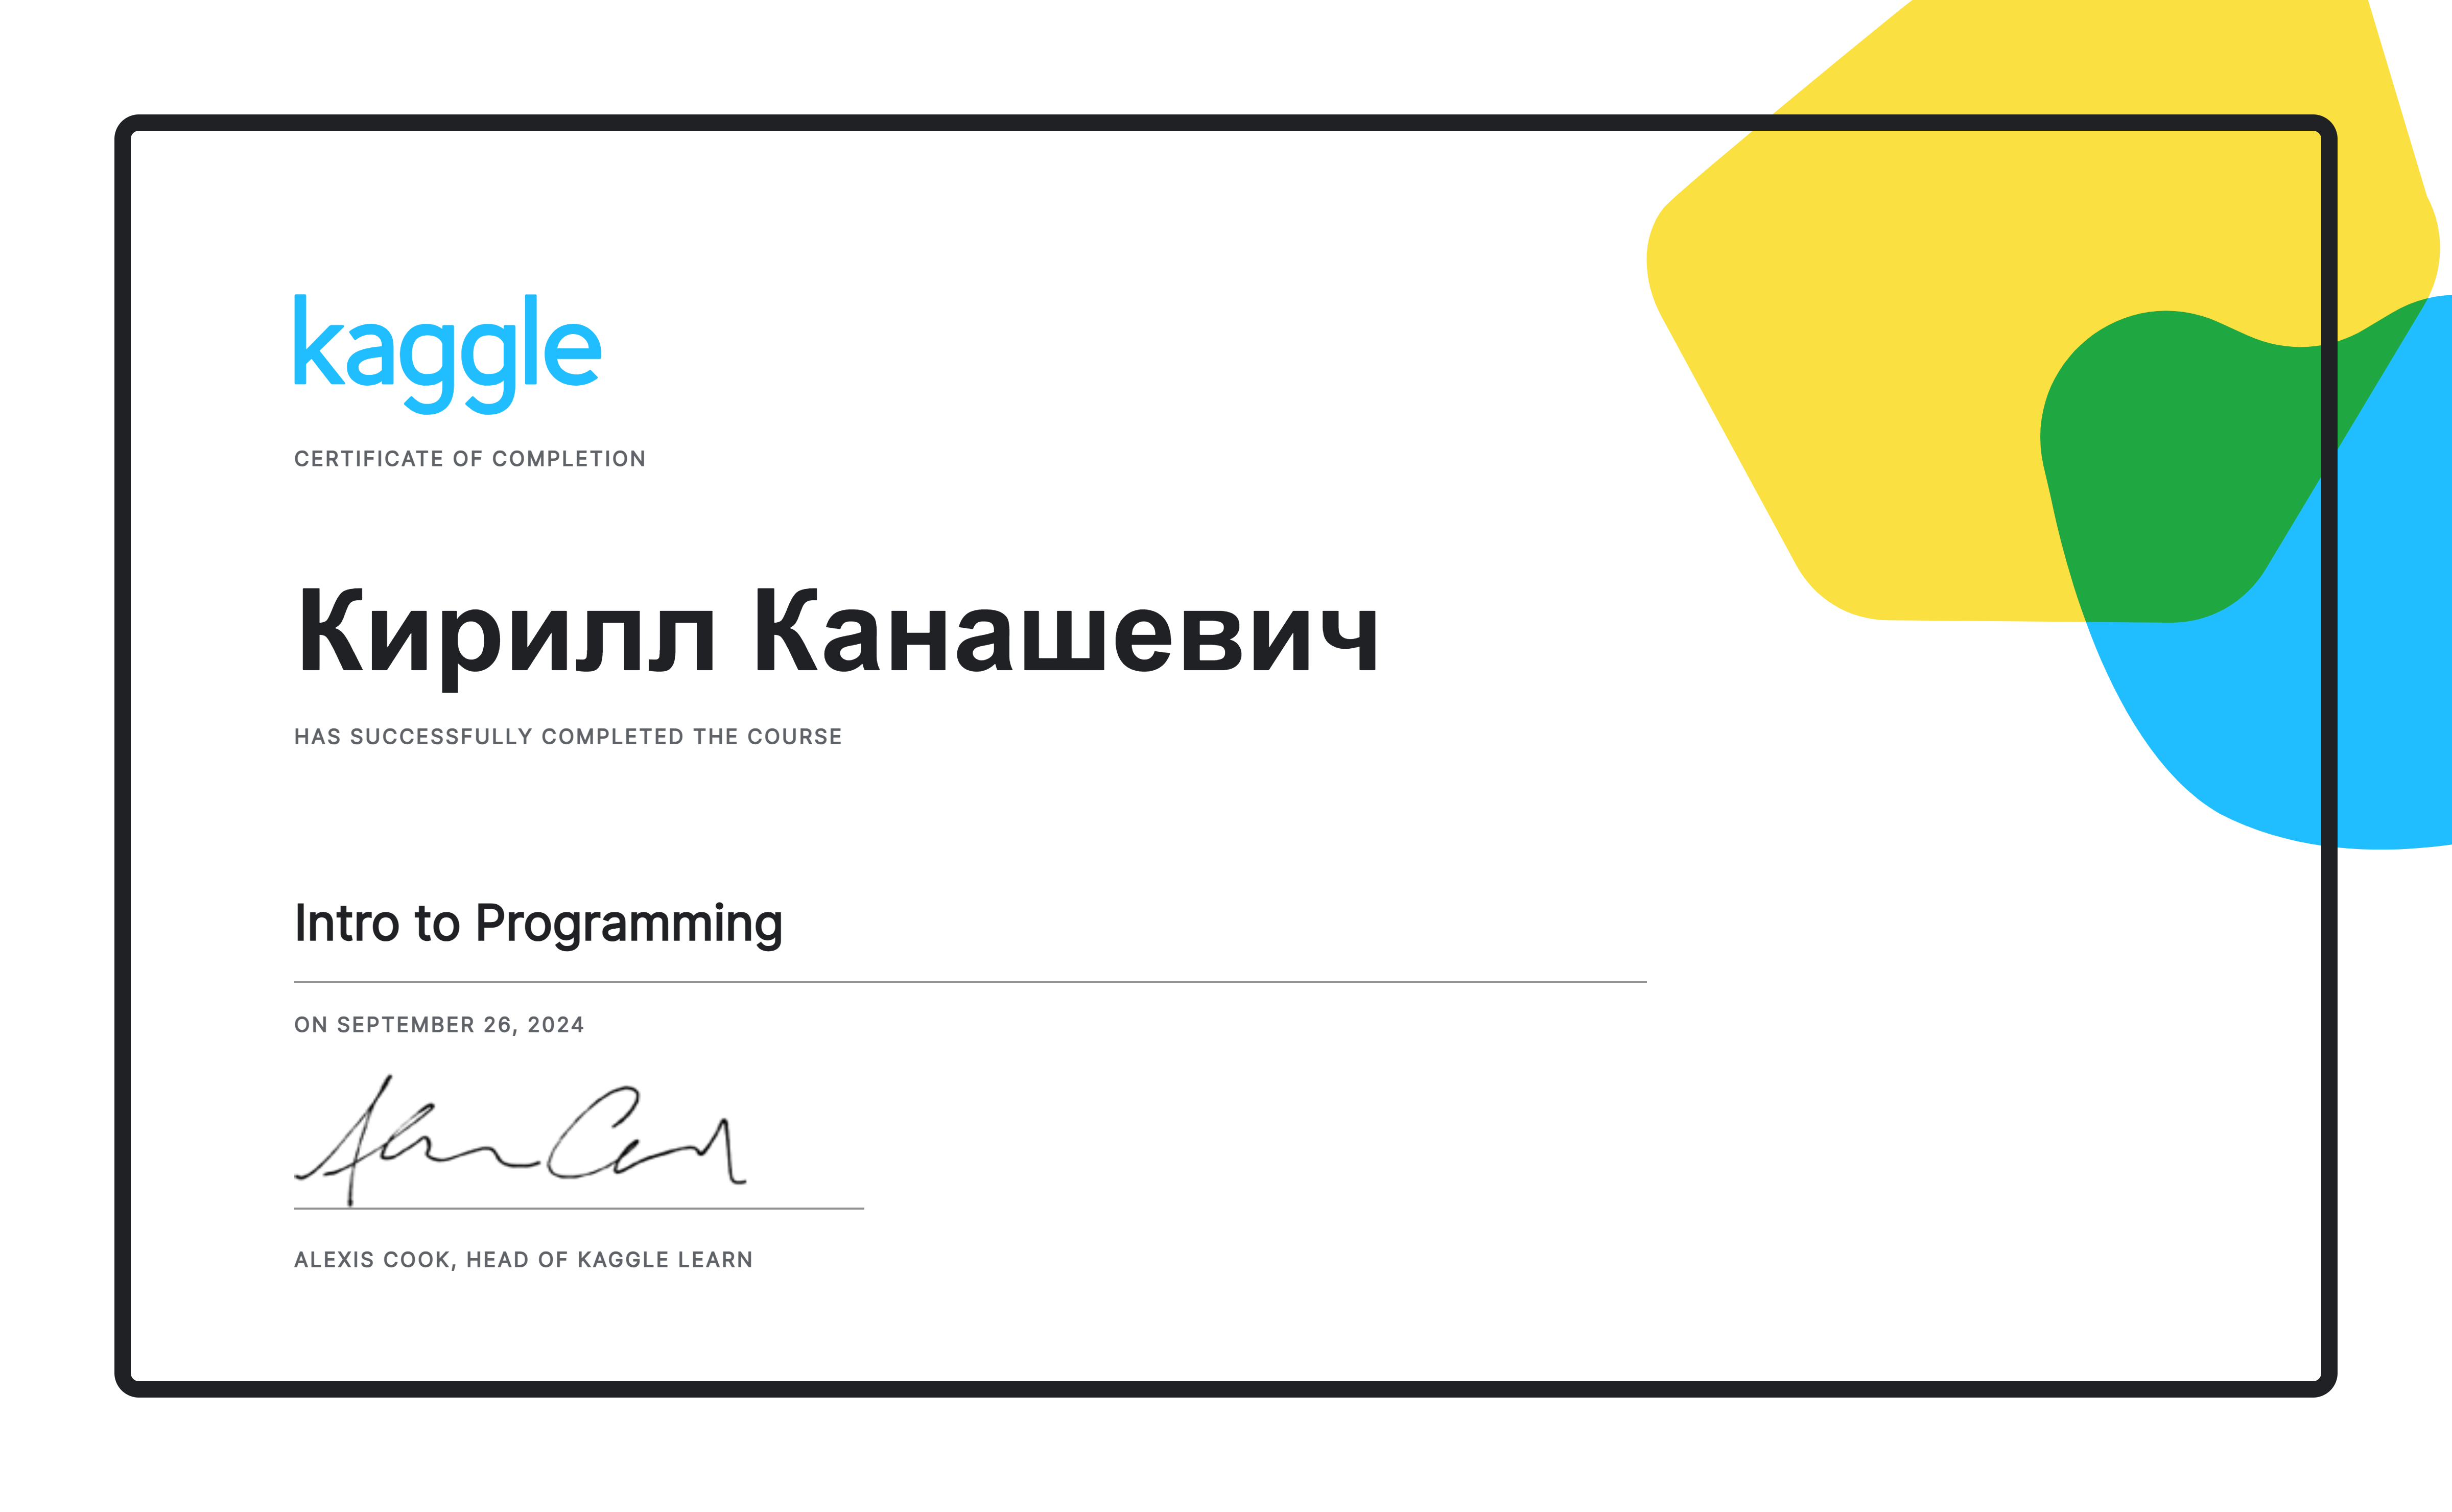 kaggle
CERTIFICATE OF COMPLETION
Кирилл Канашевич
HAS SUCCESSFULLY COMPLETED THE COURSE
Intro to Programming
ON SEPTEMBER 26, 2024
ALEXIS COOK, HEAD OF KAGGLE LEARN